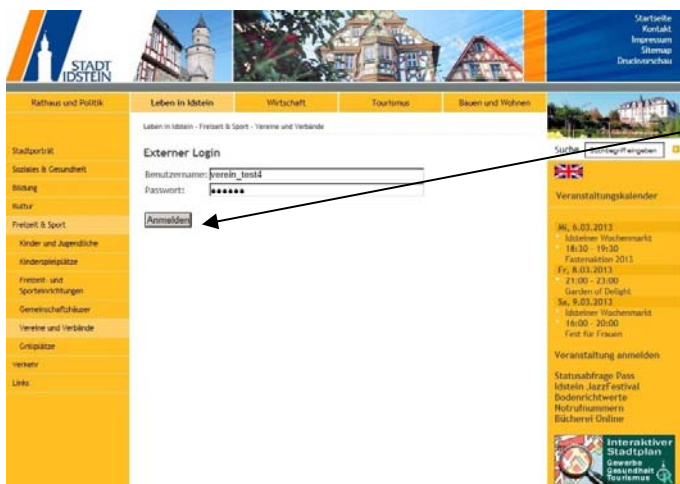 Startseite
Kontakt
Impressum
Sitemap
Druckvorschau
STADT
IDSTEIN
Rathaus und Politik
Leben in Idstein
Wirtschaft
Tourismus
Bauen und Wohnen
Leben in Idstein - Freizeit & Sport - Vereine und Verbände
Stadtporträt
Soziales & Gesundheit
Bildung
Kultur
Freizeit & Sport
Kinder und Jugendliche
Kinderspielplätze
Freizeit- und
Sporteinrichtungen
Gemeinschaftshäuser
Vereine und Verbände
Grillplätze
Verkehr
Links
Externer Login
Benutzername: verein_test4
Passwort: ●●●●●●
Anmelden
Suche Suchbegriff eingeben
Veranstaltungskalender
Mi, 6.03.2013
Idsteiner Wochenmarkt
18:30 - 19:30
Fastenaktion 2013
Fr, 8.03.2013
21:00 - 23:00
Garden of Delight
Sa, 9.03.2013
Idsteiner Wochenmarkt
16:00 - 20:00
Fest für Frauen
Veranstaltung anmelden
Statusabfrage Pass
Idstein JazzFestival
Bodenrichtwerte
Notrufnummern
Bücherei Online
Interaktiver
Stadtplan
Gewerbe
Gesundheit
Tourismus